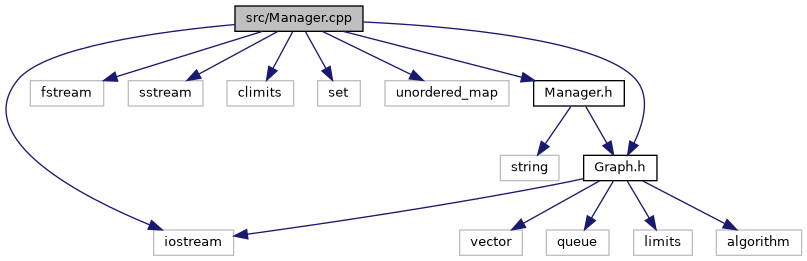 src/Manager.cpp
fstream
sstream
climits
set
unordered_map
Manager.h
string
Graph.h
iostream
vector
queue
limits
algorithm